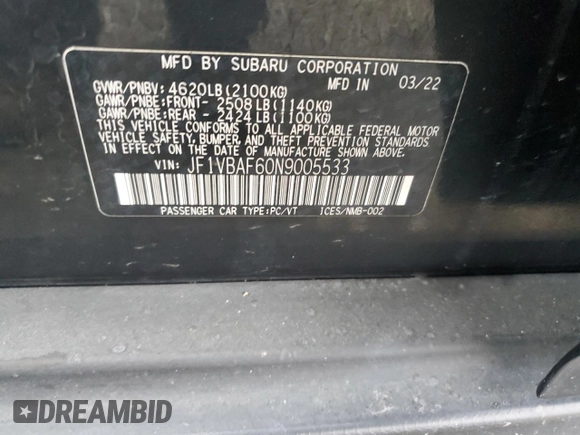 MFD BY SUBARU CORPORATION
GVWR/PNBV: 4620LB(2100KG) MFD IN 03/22
GAWR/PNBE:FRONT- 2508LB(1140KG)
GAWR/PNBE:REAR - 2424LB(1100KG)
THIS VEHICLE CONFORMS TO ALL APPLICABLE FEDERAL MOTOR
VEHICLE SAFETY, BUMPER, AND THEFT PREVENTION STANDARDS
IN EFFECT ON THE DATE OF MANUFACTURE SHOWN ABOVE.
VIN: JF1VBAF60N9005533
PASSENGER CAR TYPE:PC/VT ICES/NMB-002
DREAMBID